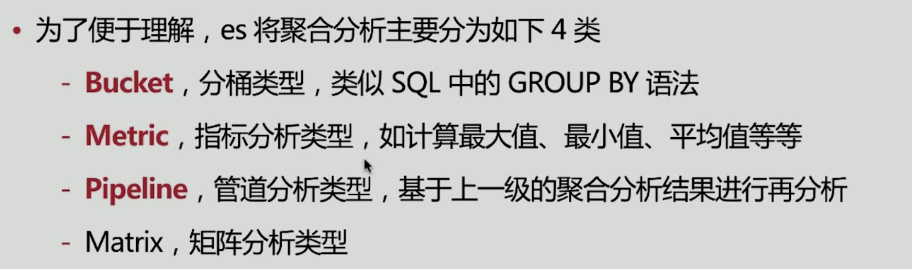 • 为了便于理解，es 将聚合分析主要分为如下 4 类
- Bucket，分桶类型，类似 SQL 中的 GROUP BY 语法
- Metric，指标分析类型，如计算最大值、最小值、平均值等等
- Pipeline，管道分析类型，基于上一级的聚合分析结果进行再分析
- Matrix，矩阵分析类型